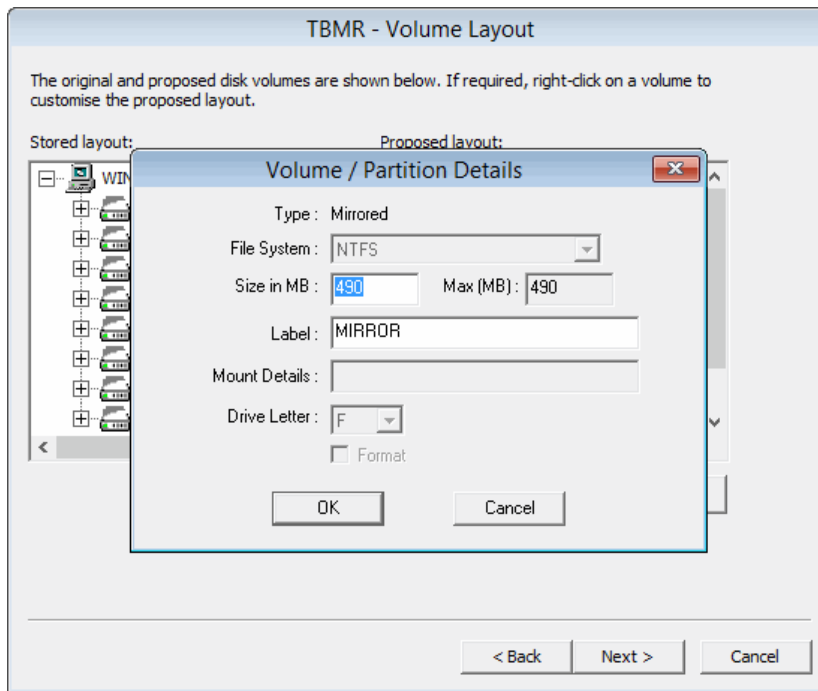 TBMR - Volume Layout
The original and proposed disk volumes are shown below. If required, right-click on a volume to
customise the proposed layout.
Stored layout: Proposed layout:
Volume / Partition Details
Type : Mirrored
File System : NTFS
Size in MB : 490 Max (MB) : 490
Label : MIRROR
Mount Details :
Drive Letter : F
Format
OK Cancel
< Back Next > Cancel